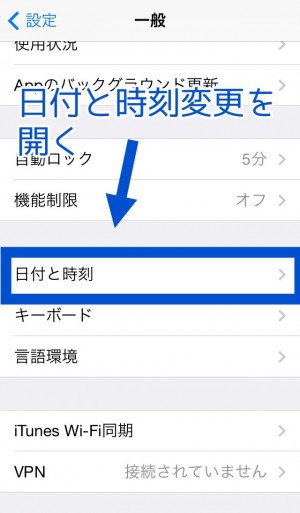 設定
一般
使用状況
Appのバックグラウンド更新
日付と時刻変更を
開く
自動ロック 5分
機能制限 オフ
日付と時刻
キーボード
言語環境
iTunes Wi-Fi同期
VPN 接続されていません